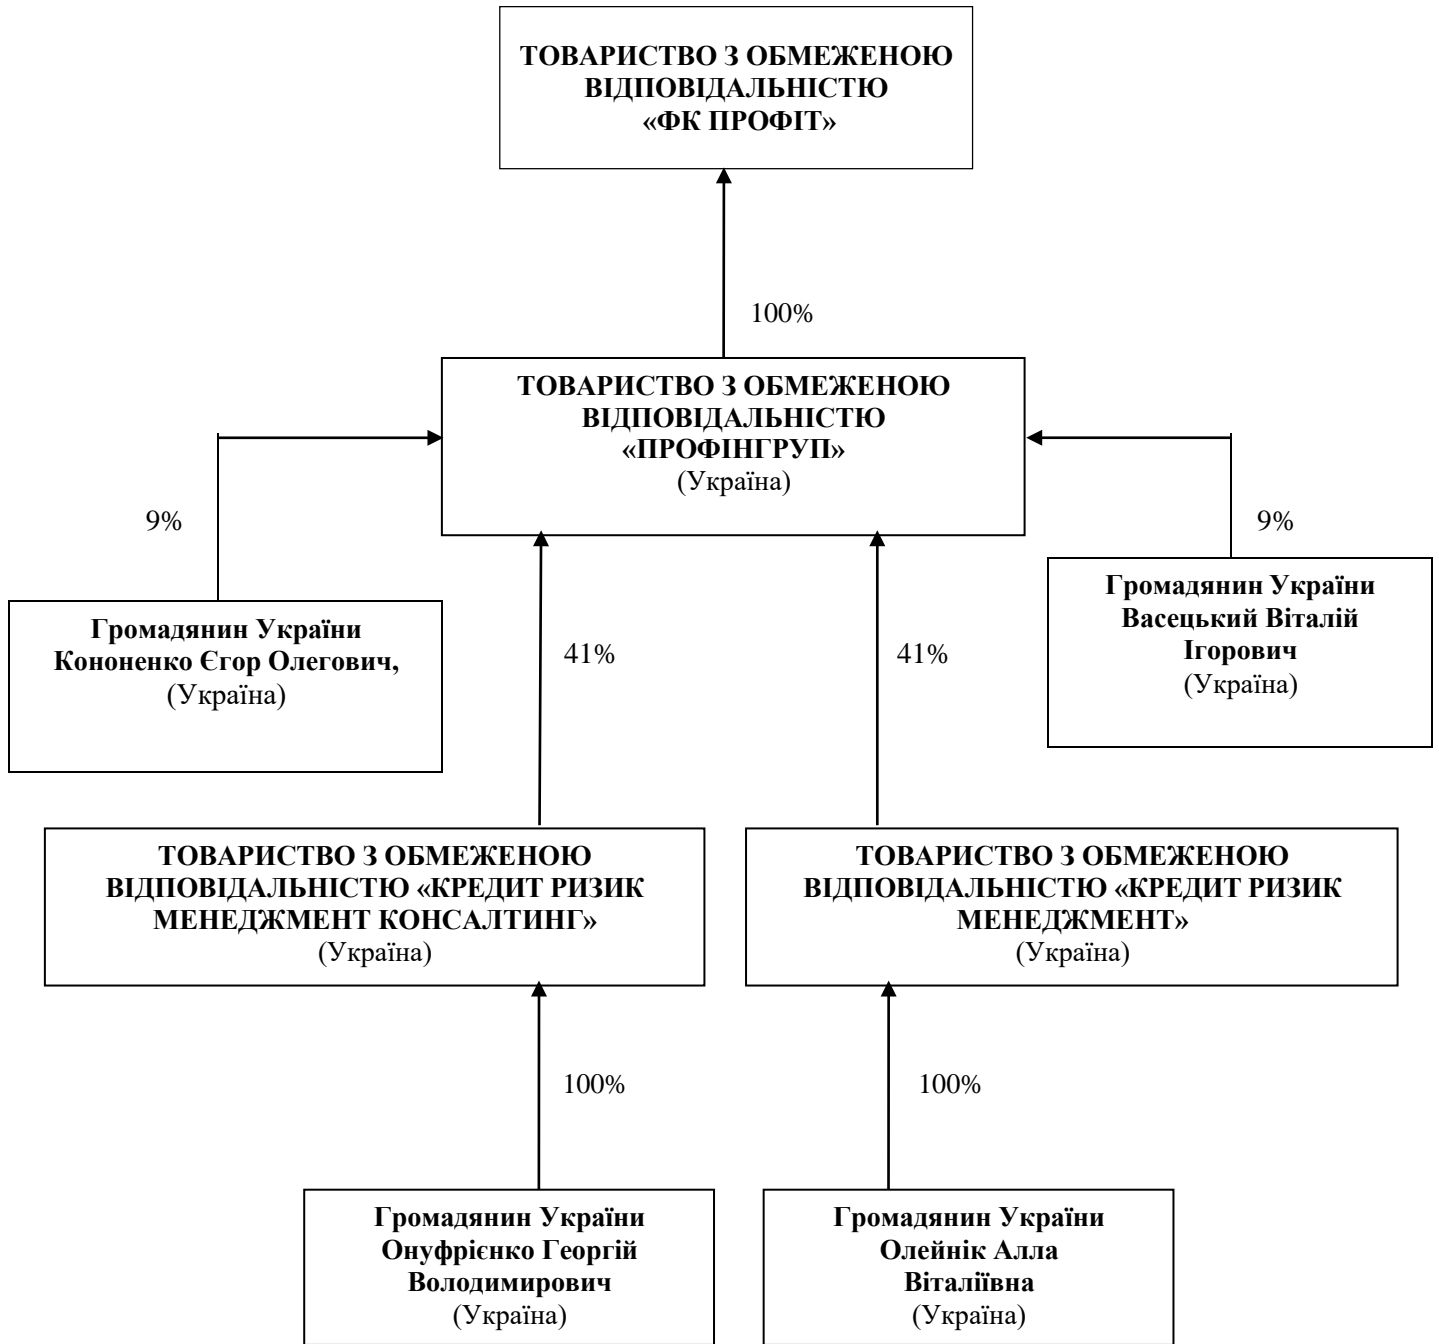 ТОВАРИСТВО З ОБМЕЖЕНОЮ
ВІДПОВІДАЛЬНІСТЮ
«ФК ПРОФІТ»
100%
ТОВАРИСТВО З ОБМЕЖЕНОЮ
ВІДПОВІДАЛЬНІСТЮ
«ПРОФІНГРУП»
(Україна)
9%
9%
Громадянин України
Кононенко Єгор Олегович,
(Україна)
41%
41%
Громадянин України
Васецький Віталій
Ігорович
(Україна)
ТОВАРИСТВО З ОБМЕЖЕНОЮ
ВІДПОВІДАЛЬНІСТЮ «КРЕДИТ РИЗИК
МЕНЕДЖМЕНТ КОНСАЛТИНГ»
(Україна)
ТОВАРИСТВО З ОБМЕЖЕНОЮ
ВІДПОВІДАЛЬНІСТЮ «КРЕДИТ РИЗИК
МЕНЕДЖМЕНТ»
(Україна)
100%
100%
Громадянин України
Онуфрієнко Георгій
Володимирович
(Україна)
Громадянин України
Олейнік Алла
Віталіївна
(Україна)